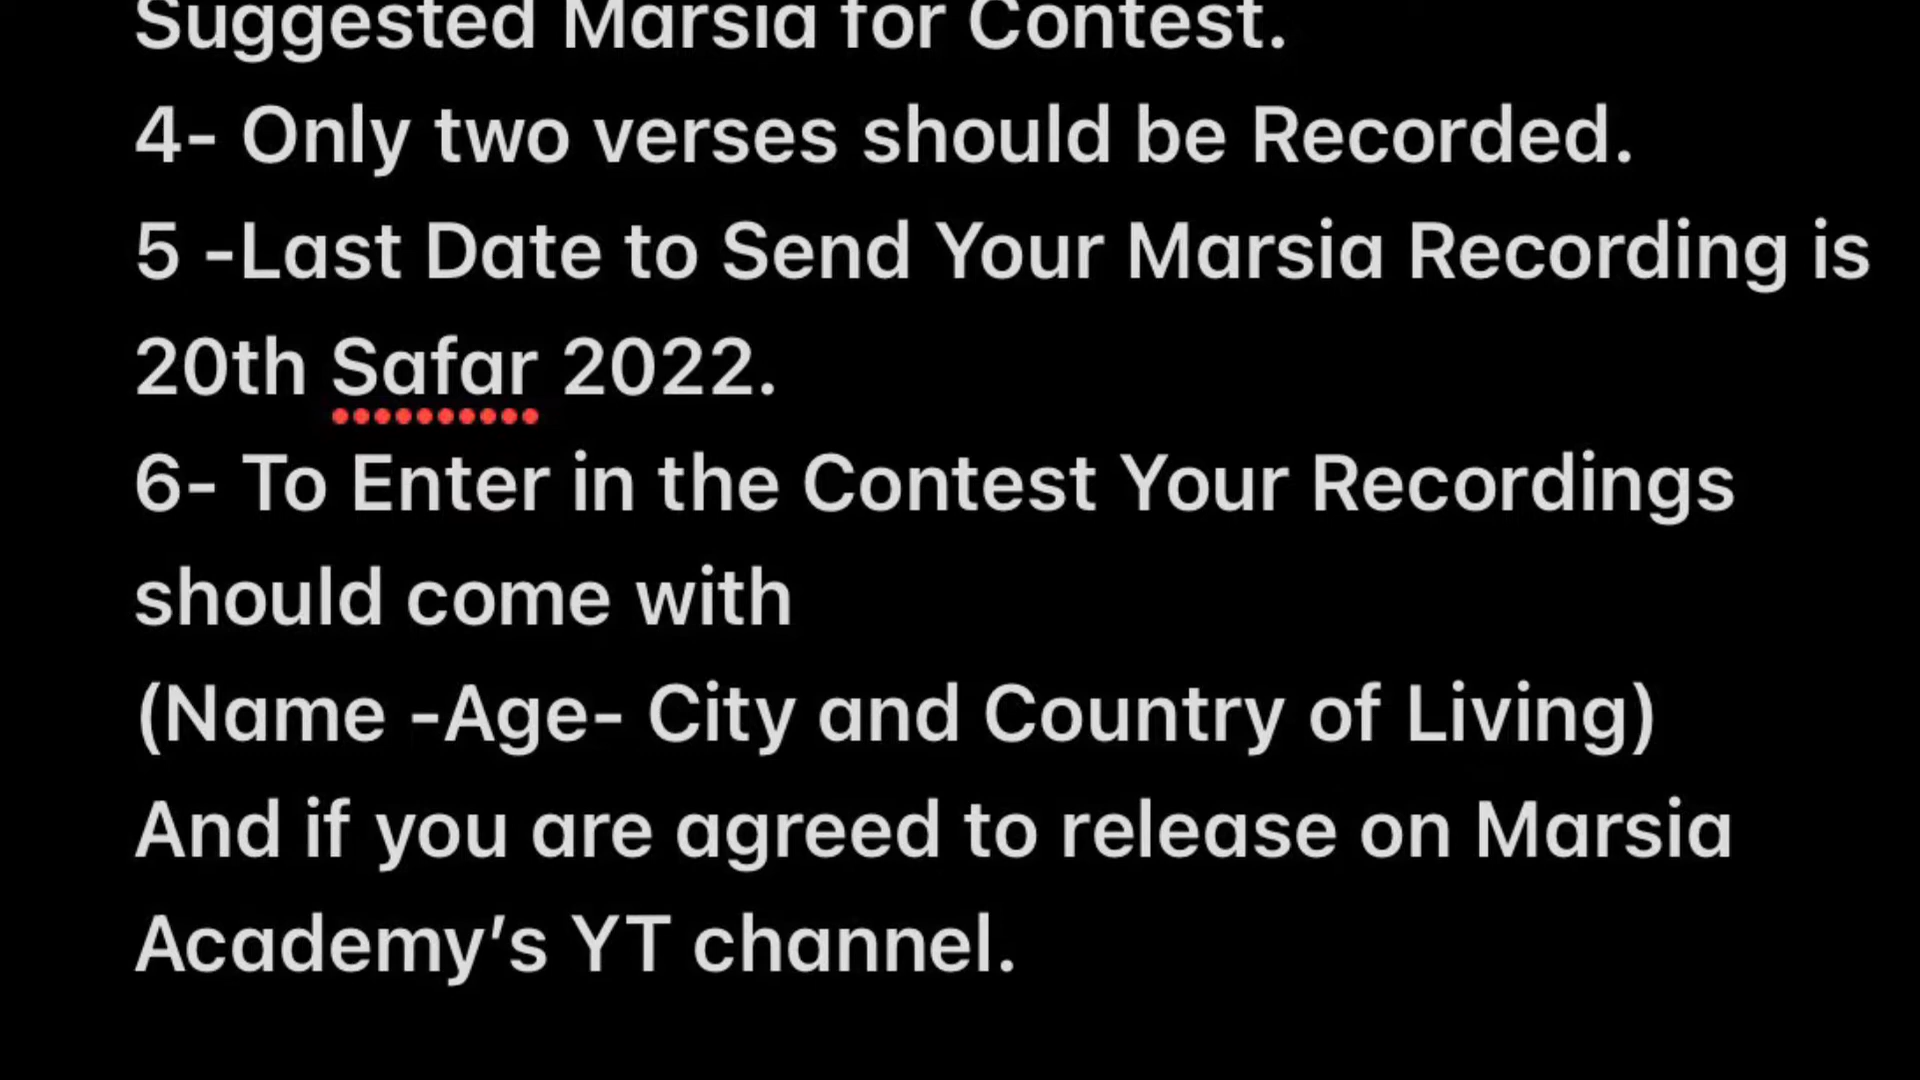 Suggested Marsia for Contest.
4- Only two verses should be Recorded.
5 -Last Date to Send Your Marsia Recording is
20th Safar 2022.
6- To Enter in the Contest Your Recordings
should come with
(Name -Age- City and Country of Living)
And if you are agreed to release on Marsia
Academy’s YT channel.